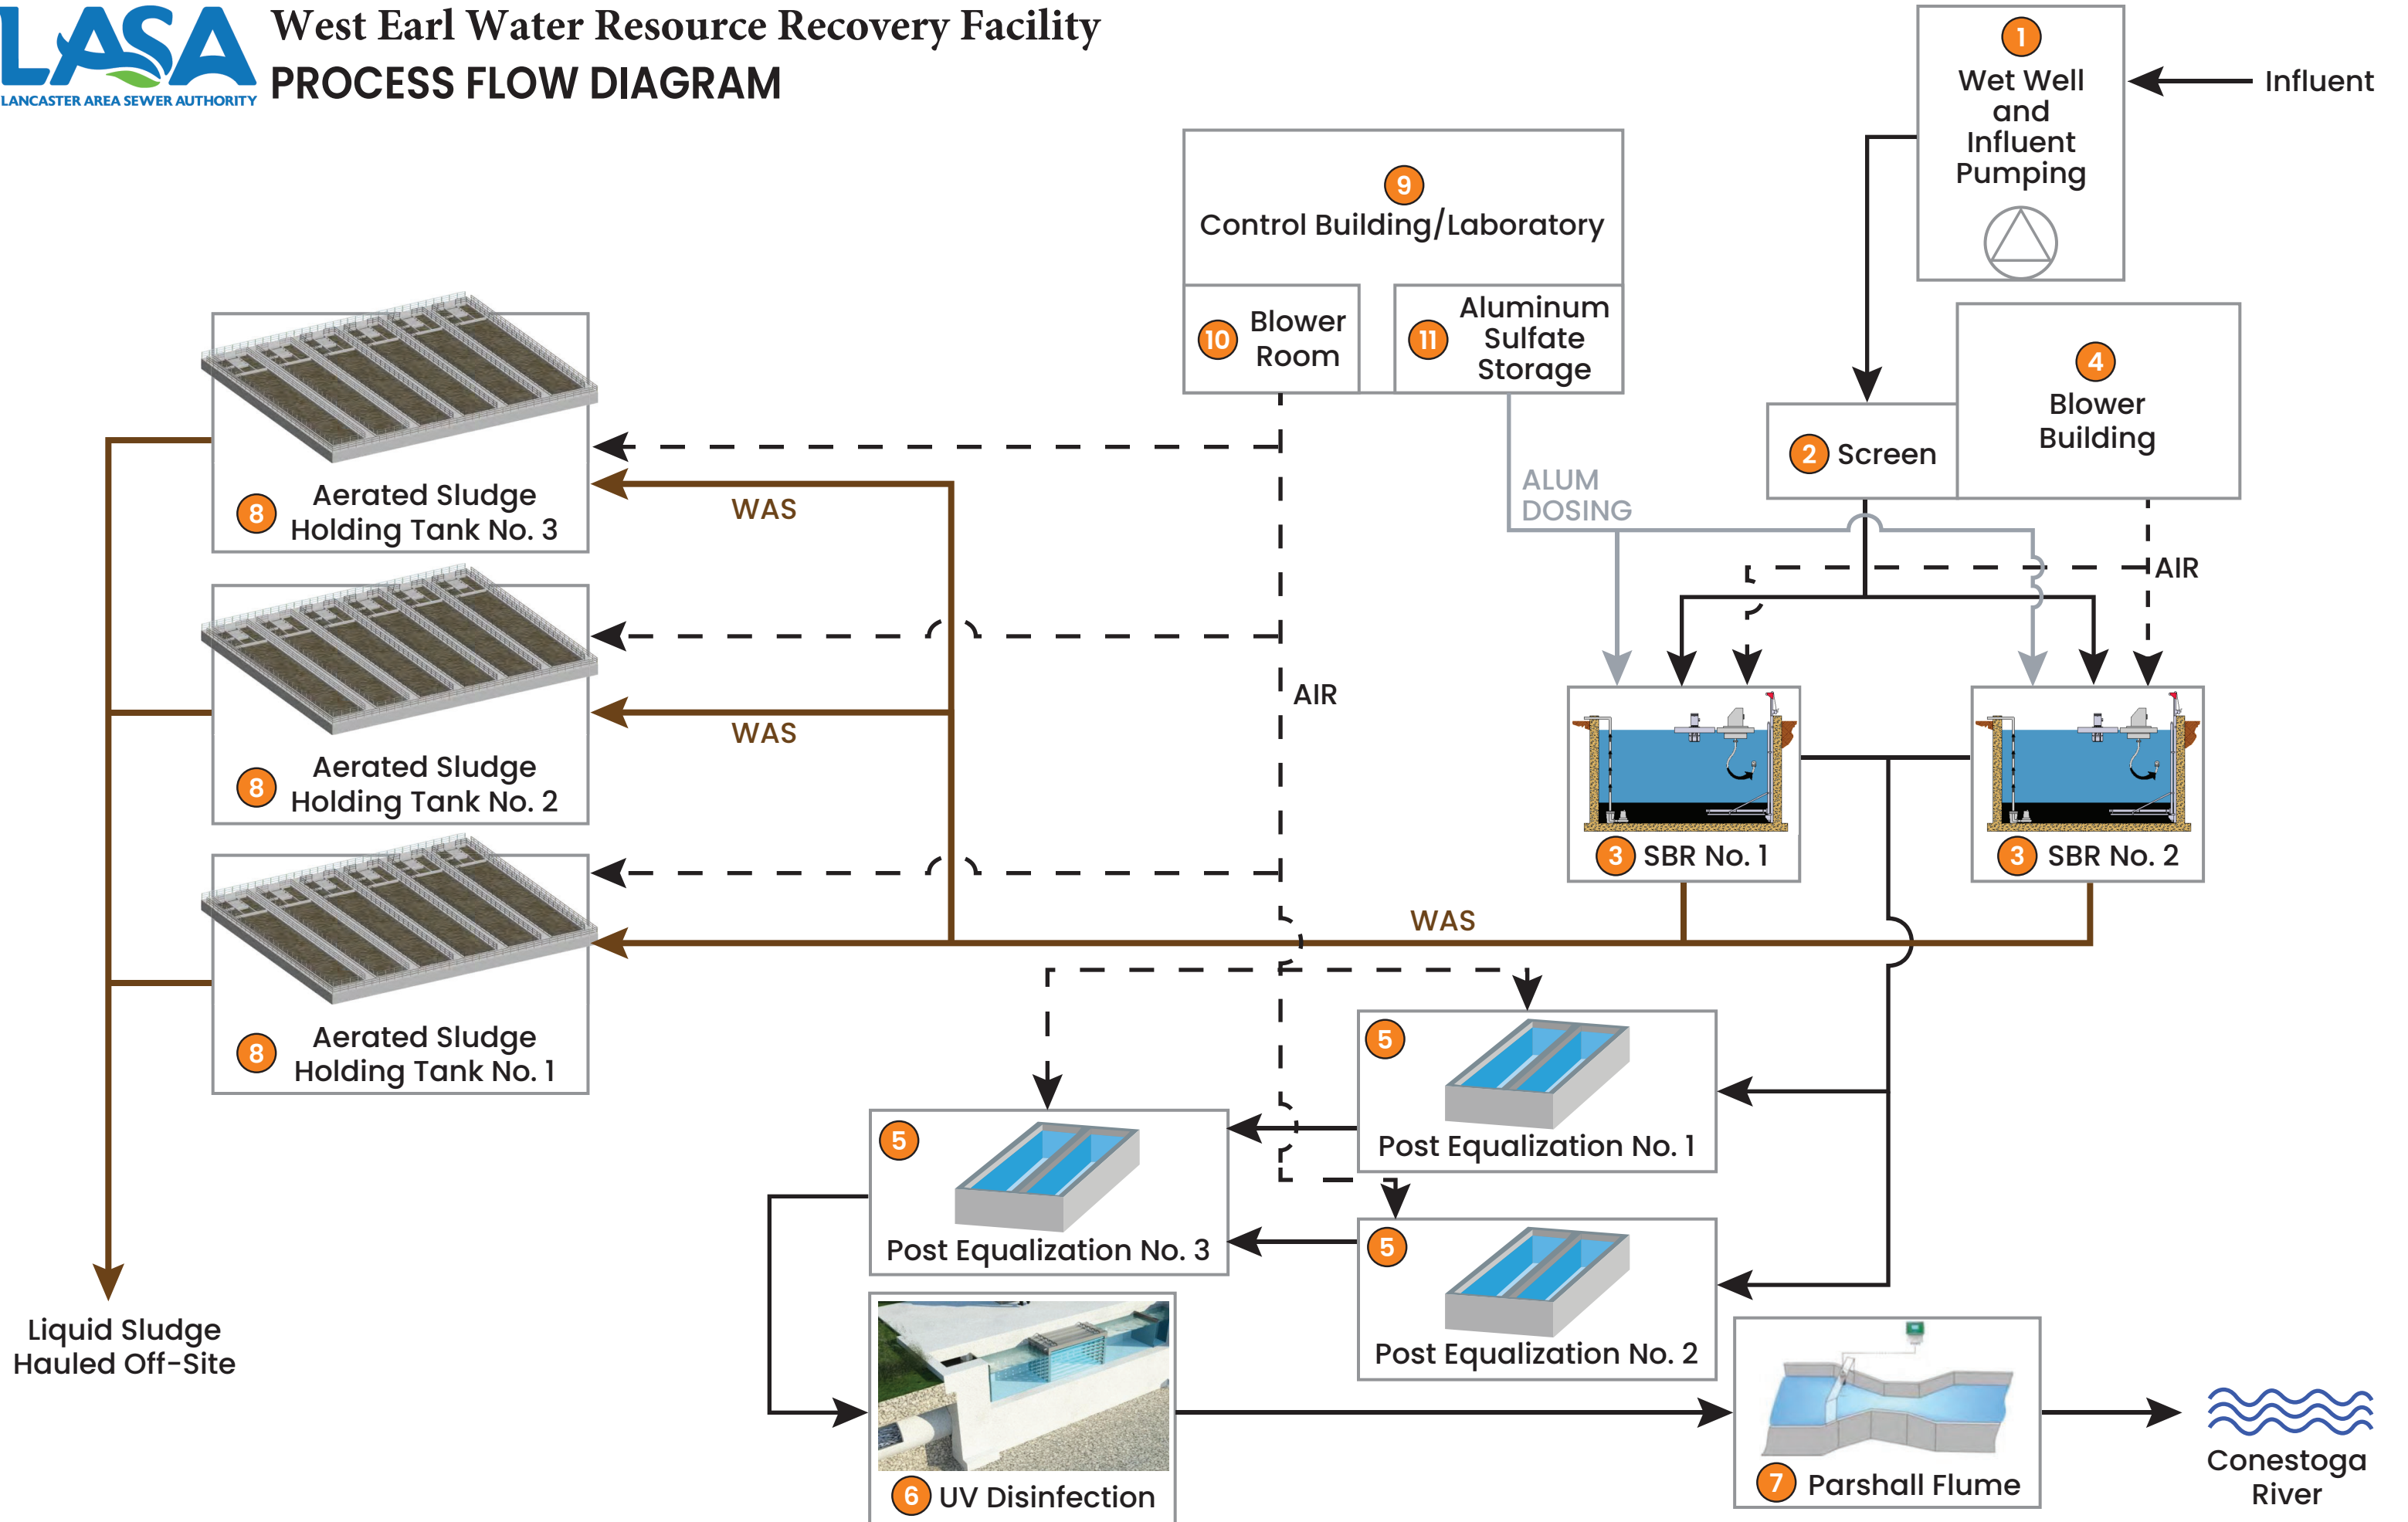 LASA
LANCASTER AREA SEWER AUTHORITY
West Earl Water Resource Recovery Facility
PROCESS FLOW DIAGRAM
1
Wet Well
and
Influent
Pumping
Influent
9
Control Building/Laboratory
10
Blower
Room
11
Aluminum
Sulfate
Storage
4
Blower
Building
2 Screen
ALUM
DOSING
AIR
8
Aerated Sludge
Holding Tank No. 3
WAS
8
Aerated Sludge
Holding Tank No. 2
WAS
AIR
3 SBR No. 1
3 SBR No. 2
WAS
8
Aerated Sludge
Holding Tank No. 1
5
Post Equalization No. 1
5
Post Equalization No. 3
5
Post Equalization No. 2
Liquid Sludge
Hauled Off-Site
6 UV Disinfection
7 Parshall Flume
Conestoga
River